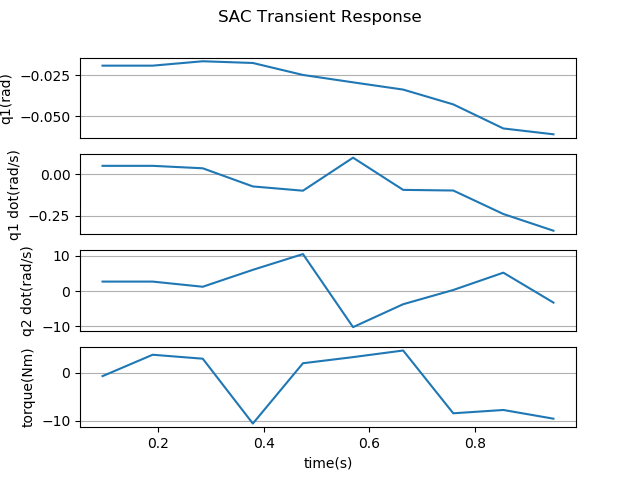 SAC Transient Response
q1(rad)
−0.025
−0.050
q1 dot(rad/s)
0.00
−0.25
q2 dot(rad/s)
10
0
−10
torque(Nm)
0
−10
0.2 0.4 0.6 0.8
time(s)